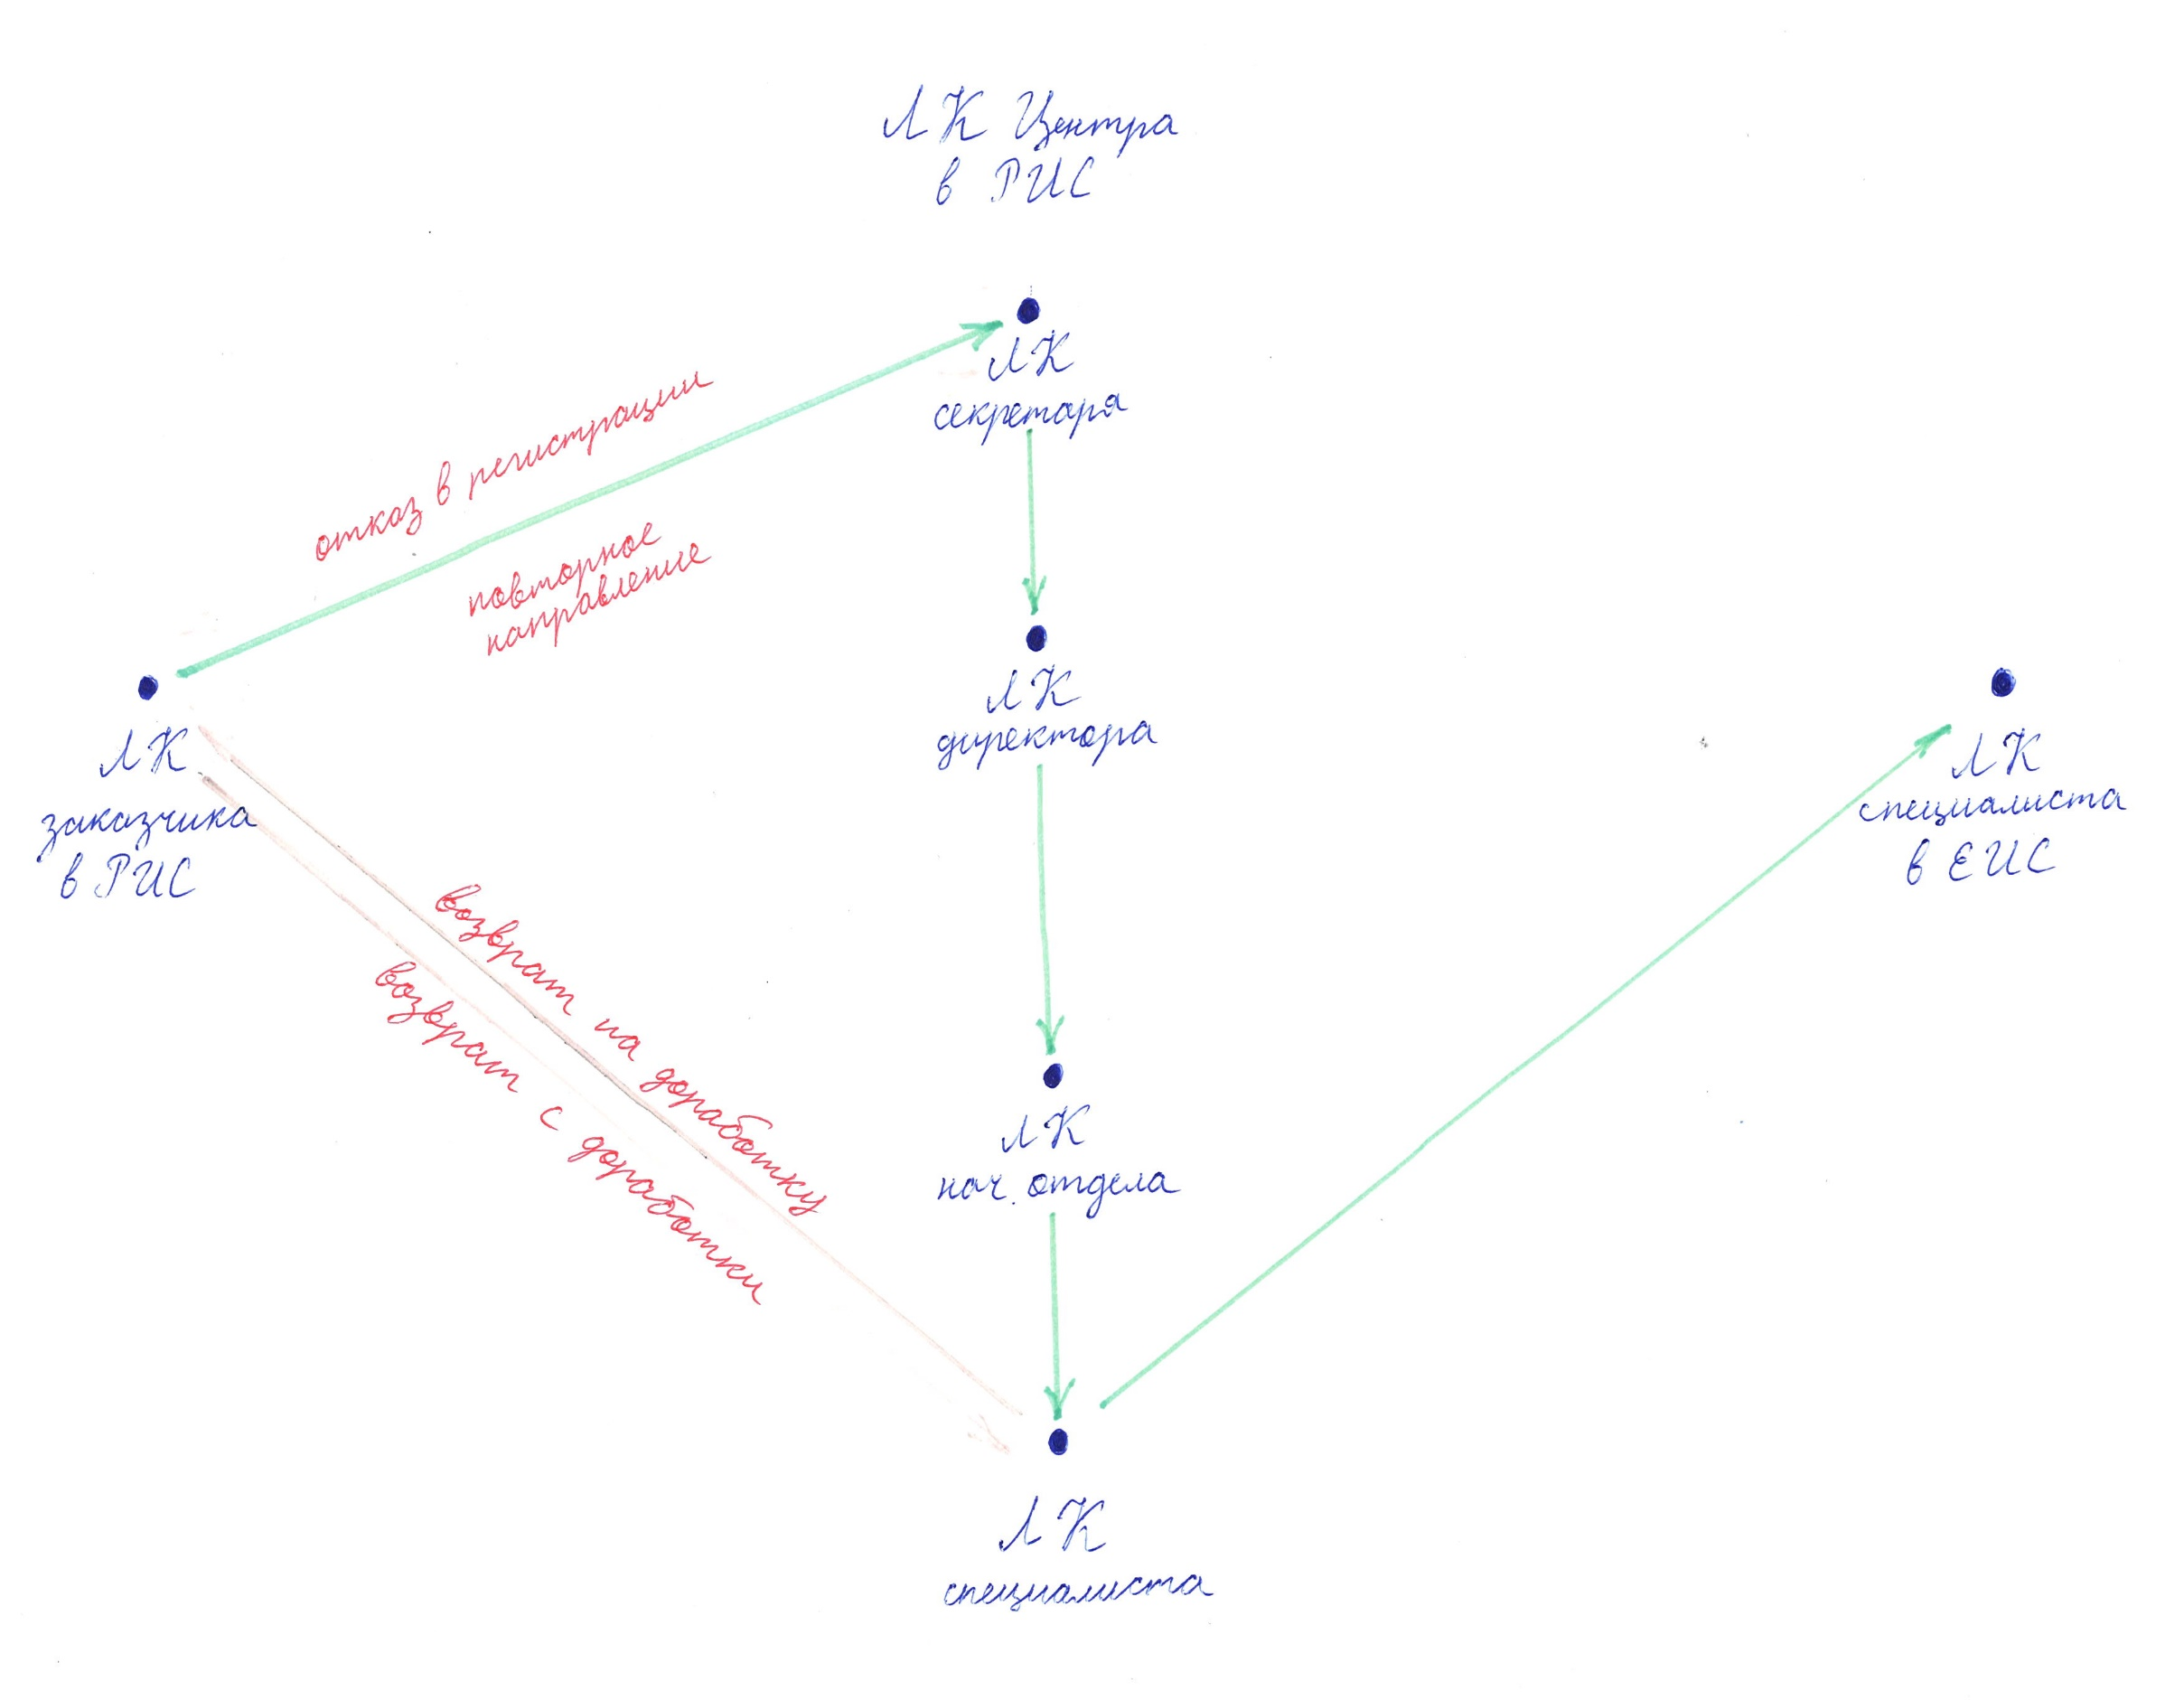 ЛК Центра
в РИС
ЛК
секретаря
отказ в регистрации
повторное
направление
ЛК
директора
ЛК
заказчика
в РИС
ЛК
специалиста
в ЕИС
возврат на доработку
возврат с доработки
ЛК
нач. отдела
ЛК
специалиста